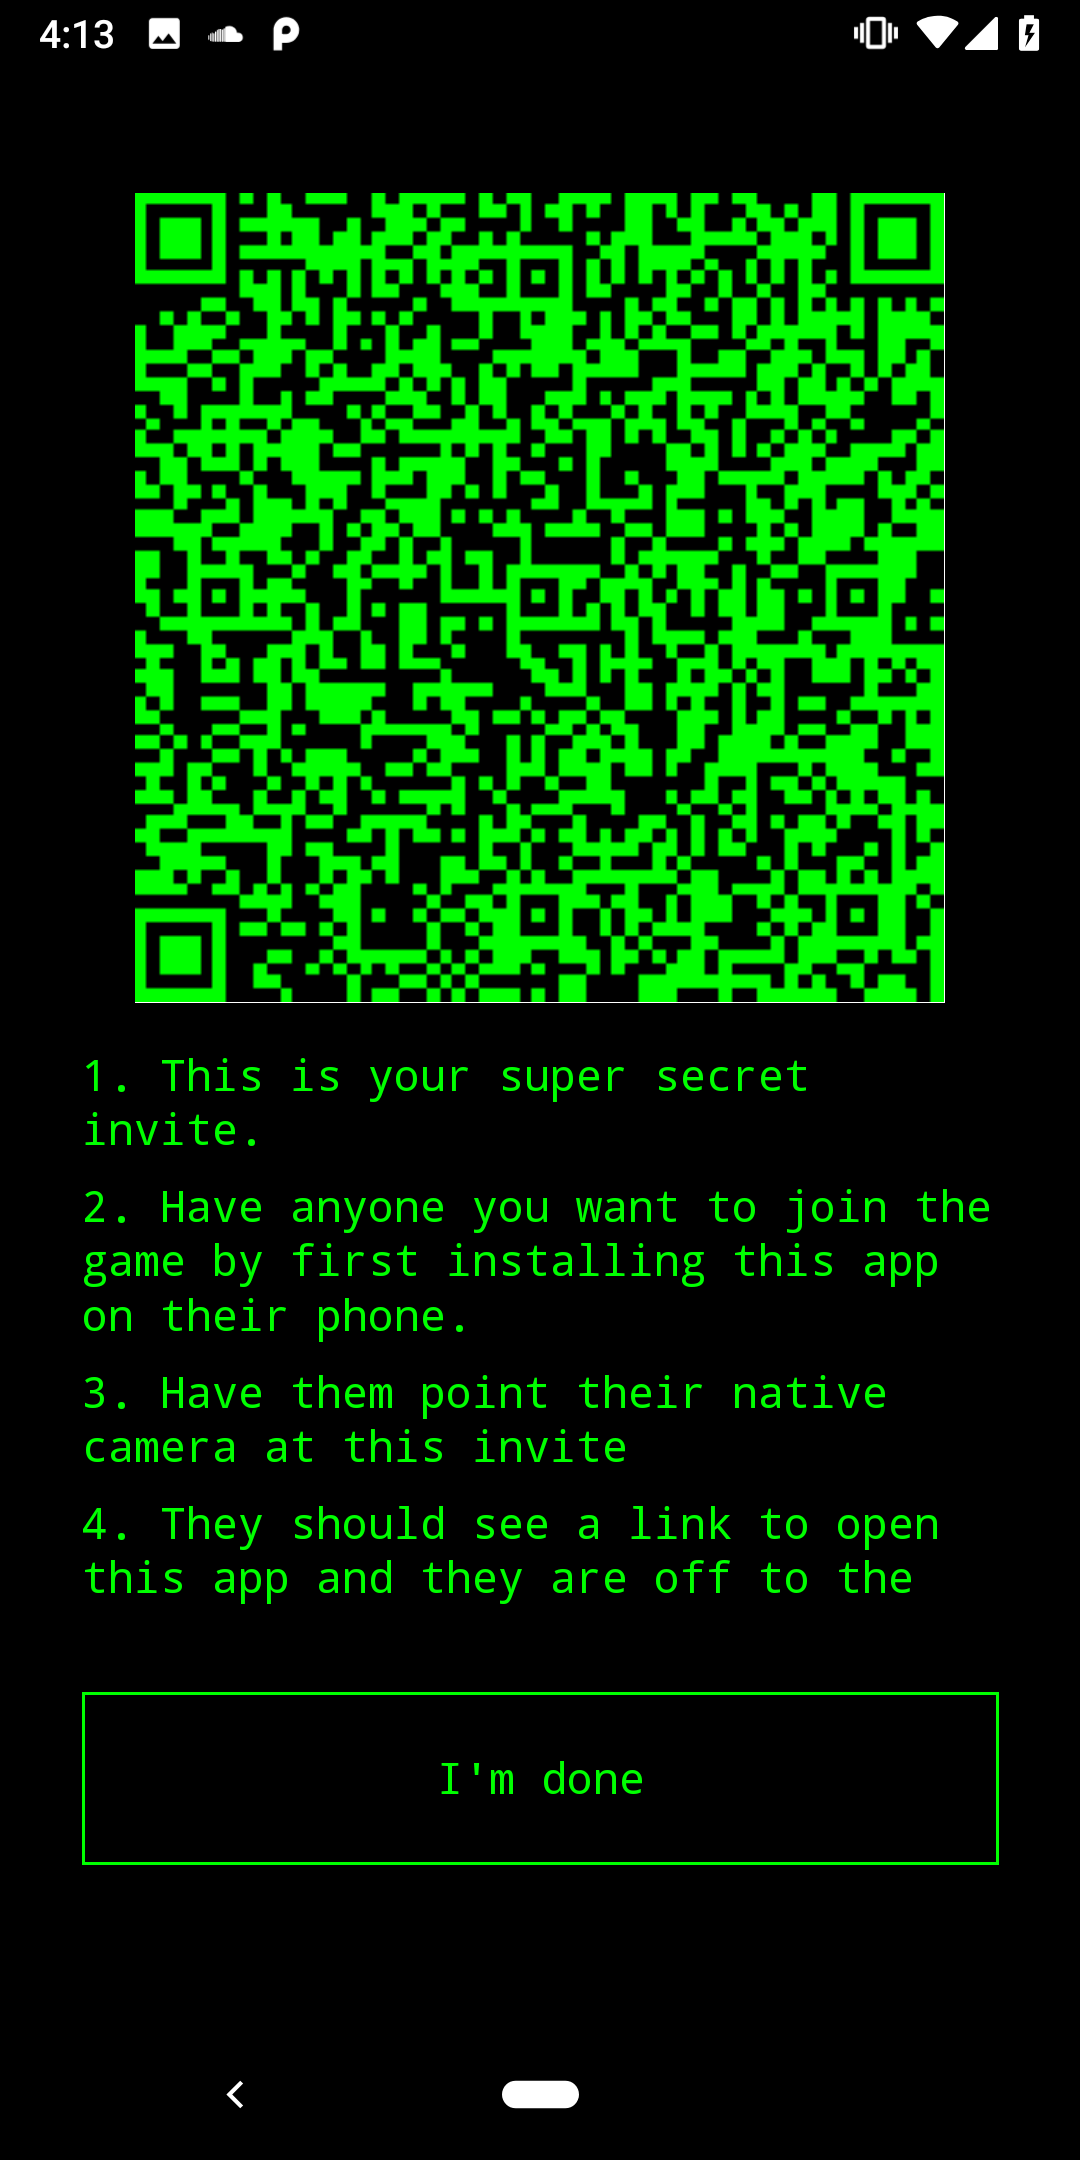 4:13
1. This is your super secret
invite.
2. Have anyone you want to join the
game by first installing this app
on their phone.
3. Have them point their native
camera at this invite
4. They should see a link to open
this app and they are off to the
I'm done